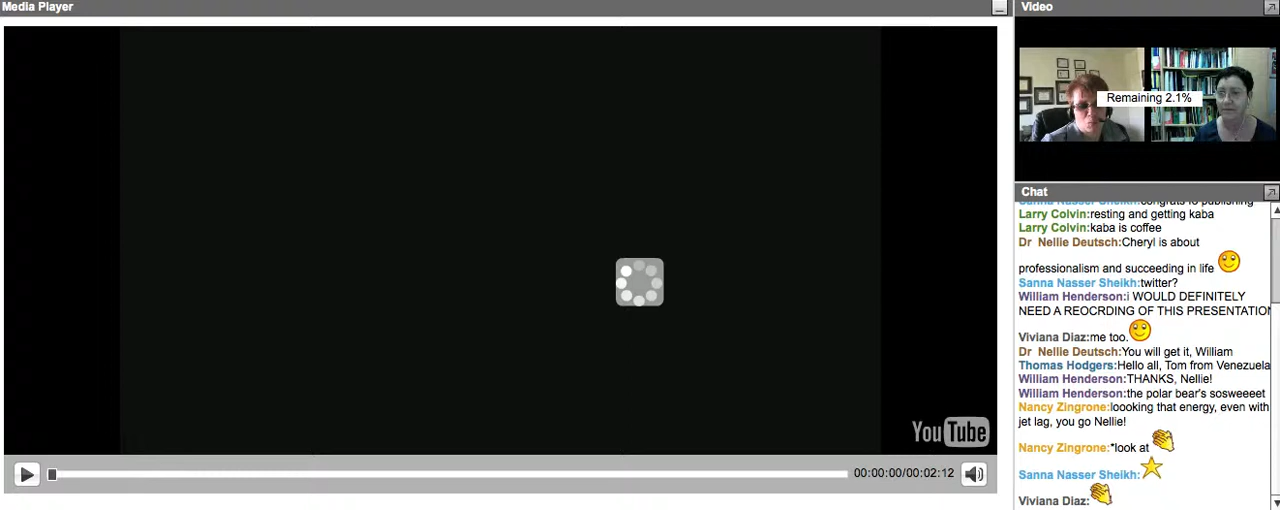 Media Player
Video
Remaining 2.1%
YouTube
00:00:00/00:02:12
Chat
Sanna Nasser Sheikh:congrats fo publishing
Larry Colvin:resting and getting kaba
Larry Colvin:kaba is coffee
Dr Nellie Deutsch:Cheryl is about
professionalism and succeeding in life
Sanna Nasser Sheikh:twitter?
William Henderson:i WOULD DEFINITELY
NEED A REOCRDING OF THIS PRESENTATION
Viviana Diaz:me too.
Dr Nellie Deutsch:You will get it, William
Thomas Hodgers:Hello all, Tom from Venezuela
William Henderson:THANKS, Nellie!
William Henderson:the polar bear's sosweeeet
Nancy Zingrone:loooking that energy, even with
jet lag, you go Nellie!
Nancy Zingrone:*look at
Sanna Nasser Sheikh:
Viviana Diaz: